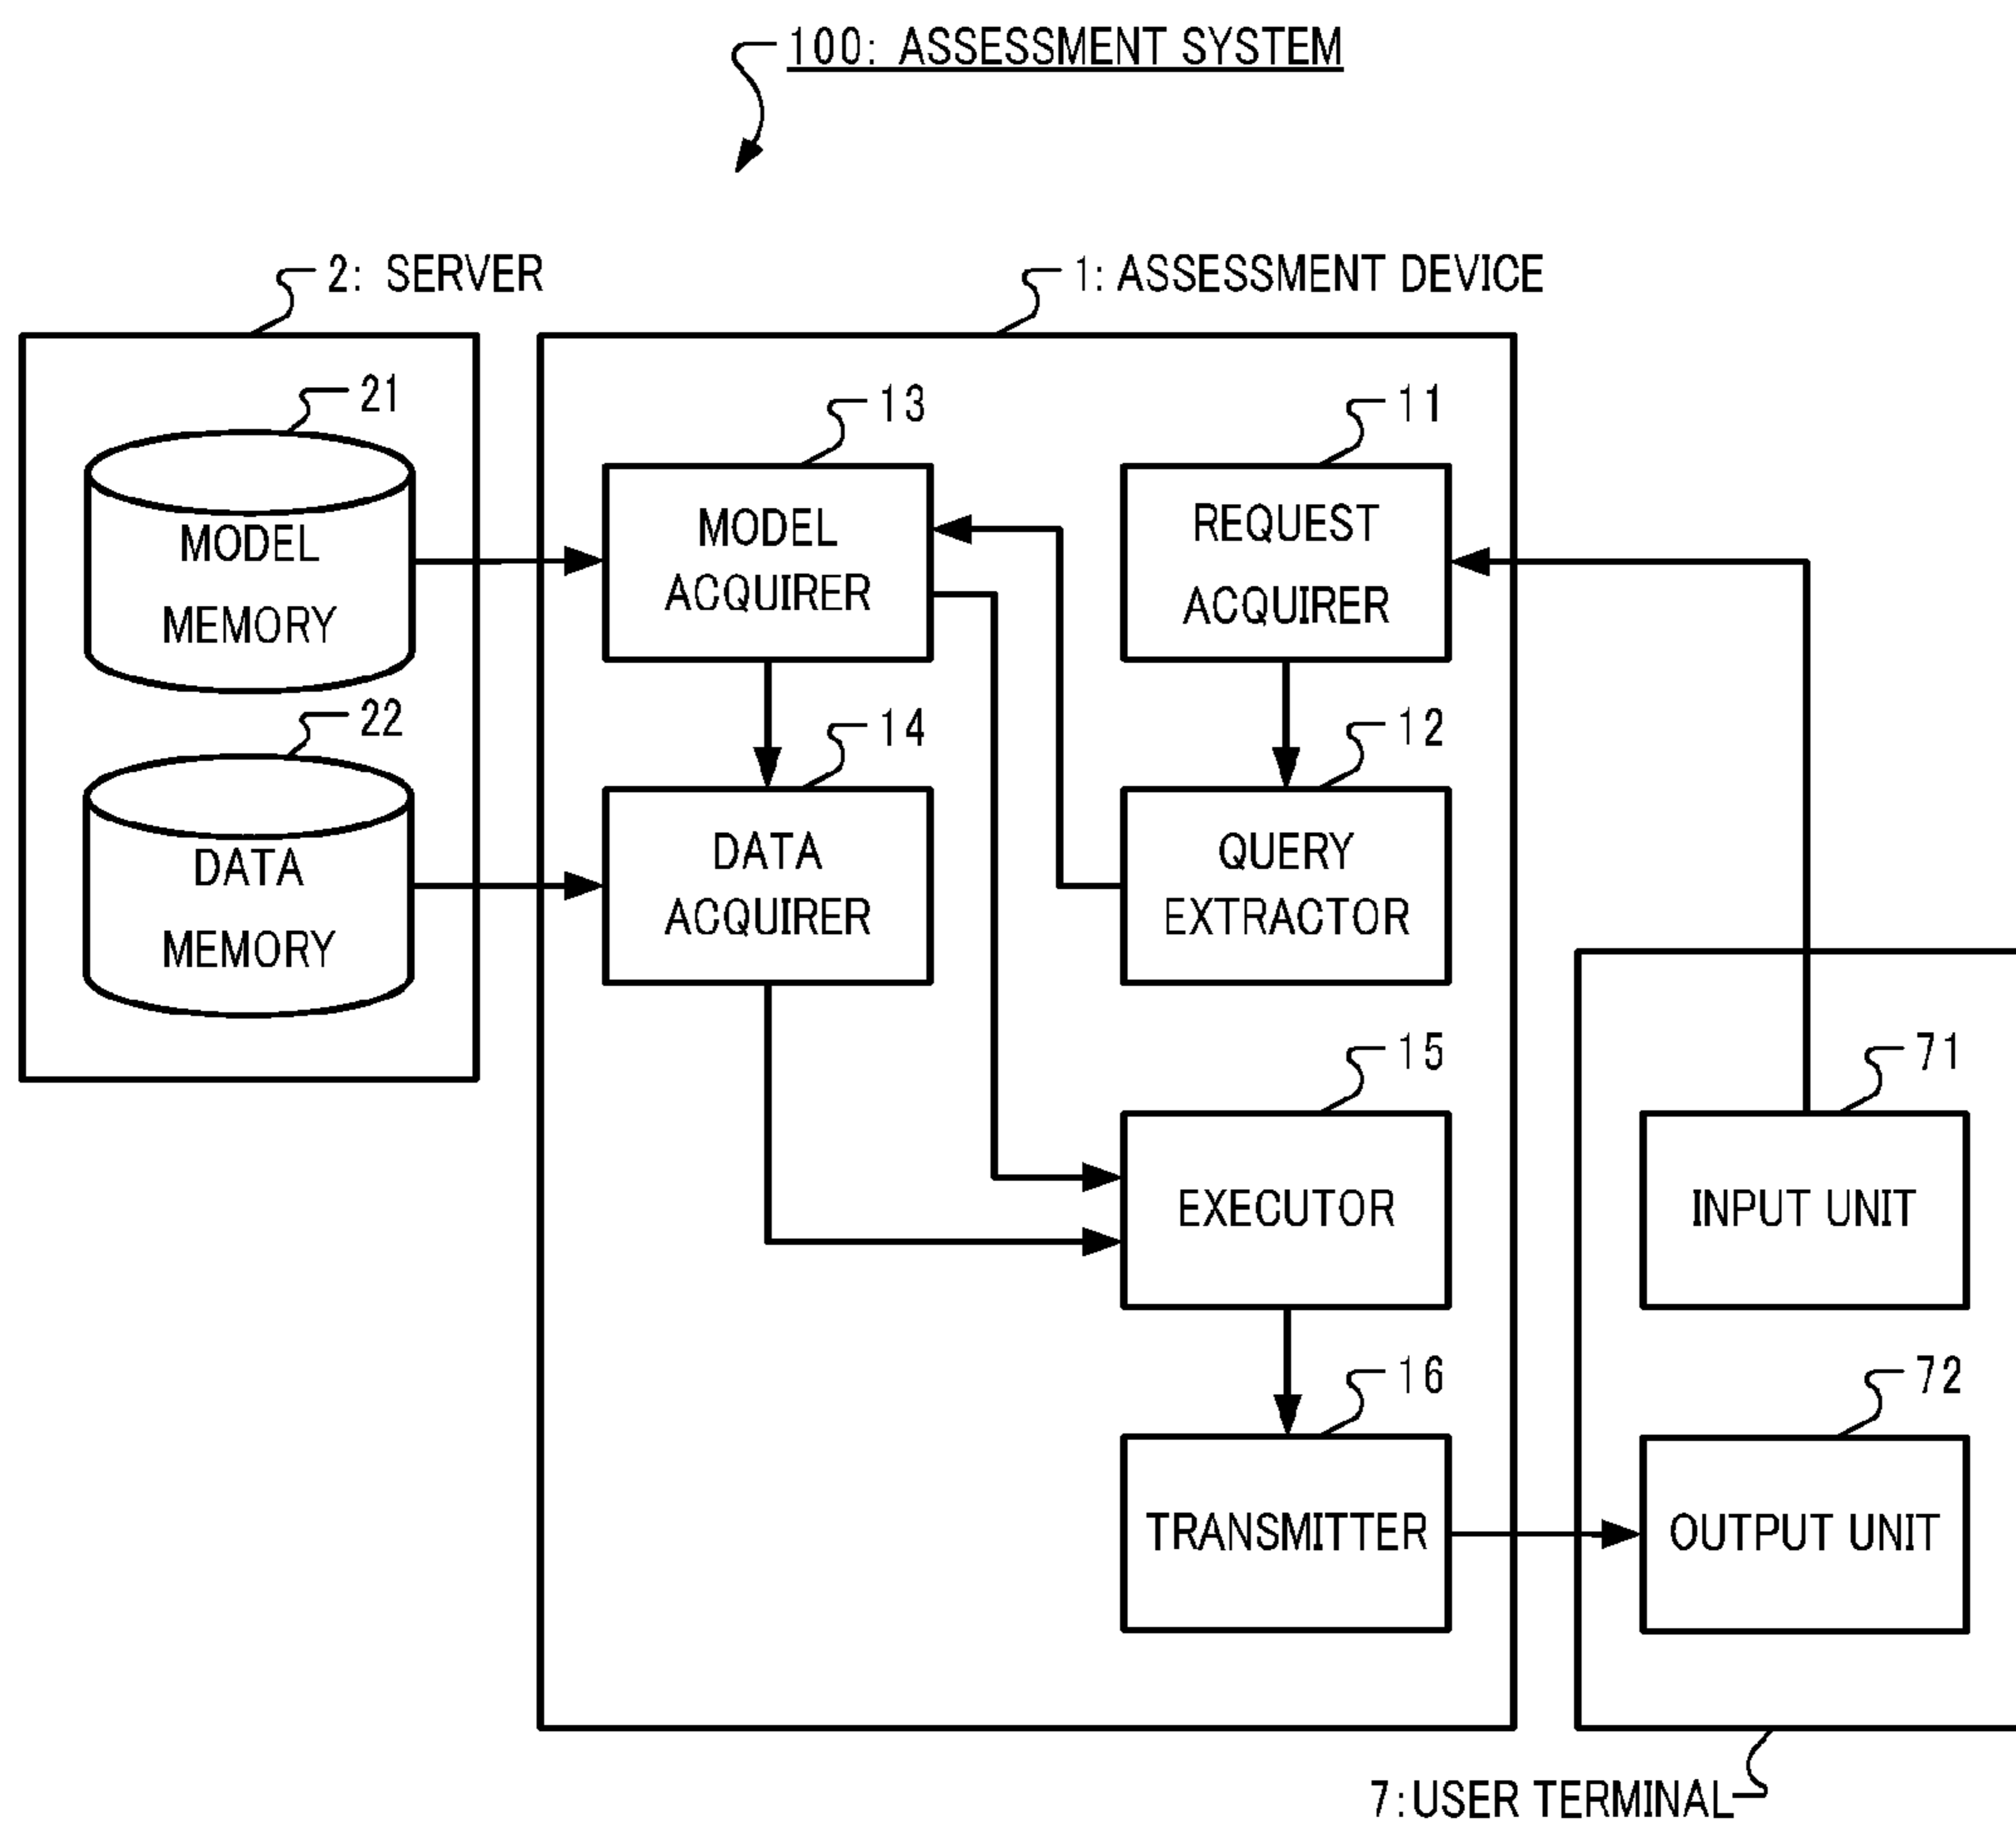 100: ASSESSMENT SYSTEM
2: SERVER
1: ASSESSMENT DEVICE
21
MODEL
MEMORY
22
DATA
MEMORY
13
MODEL
ACQUIRER
11
REQUEST
ACQUIRER
14
DATA
ACQUIRER
12
QUERY
EXTRACTOR
15
EXECUTOR
71
INPUT UNIT
16
TRANSMITTER
72
OUTPUT UNIT
7: USER TERMINAL